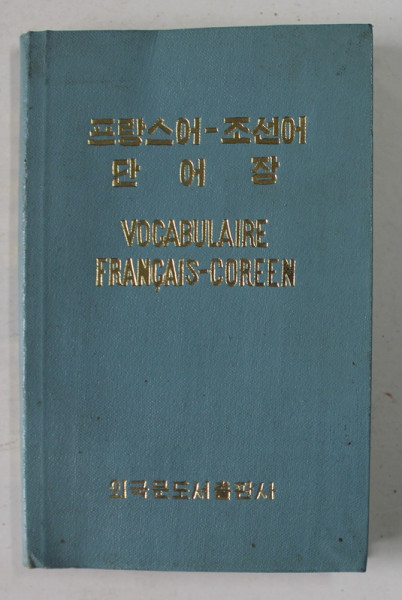 프랑스어-조선어
단 어 장
VOCABULAIRE
FRANÇAIS-COREEN
외국문도서출판사